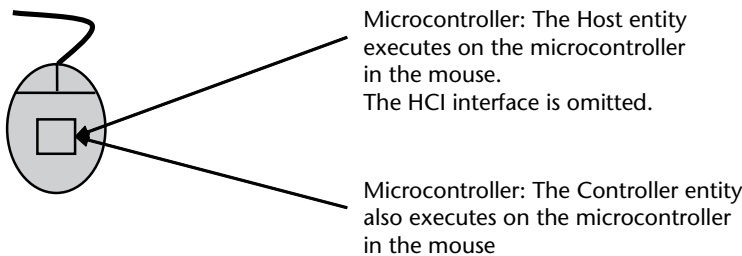 Microcontroller: The Host entity
executes on the microcontroller
in the mouse.
The HCI interface is omitted.
Microcontroller: The Controller entity
also executes on the microcontroller
in the mouse